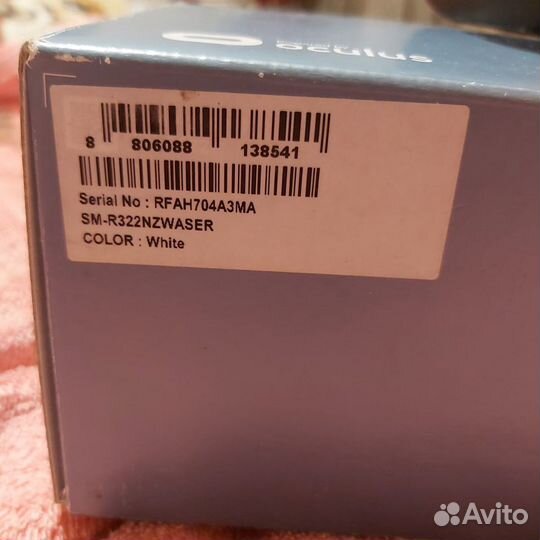 oculus
8 806088 138541
Serial No : RFAH704A3MA
SM-R322NZWASER
COLOR : White
Avito